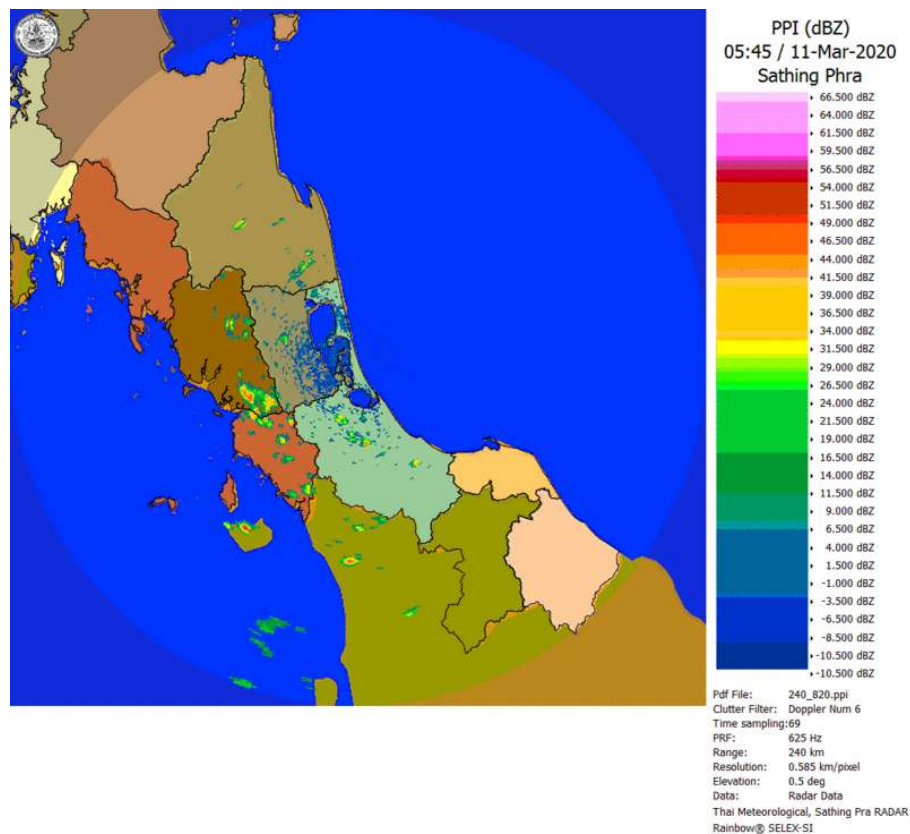 PPI (dBZ)
05:45 / 11-Mar-2020
Sathing Phra
66.500 dBZ
64.000 dBZ
61.500 dBZ
59.500 dBZ
56.500 dBZ
54.000 dBZ
51.500 dBZ
49.000 dBZ
46.500 dBZ
44.000 dBZ
41.500 dBZ
39.000 dBZ
36.500 dBZ
34.000 dBZ
31.500 dBZ
29.000 dBZ
26.500 dBZ
24.000 dBZ
21.500 dBZ
19.000 dBZ
16.500 dBZ
14.000 dBZ
11.500 dBZ
9.000 dBZ
6.500 dBZ
4.000 dBZ
1.500 dBZ
-1.000 dBZ
-3.500 dBZ
-6.500 dBZ
-8.500 dBZ
-10.500 dBZ
-10.500 dBZ
Pdf File: 240_820.ppi
Clutter Filter: Doppler Num 6
Time sampling:69
PRF: 625 Hz
Range: 240 km
Resolution: 0.585 km/pixel
Elevation: 0.5 deg
Data: Radar Data
Thai Meteorological, Sathing Pra RADAR
Rainbow® SELEX-SI